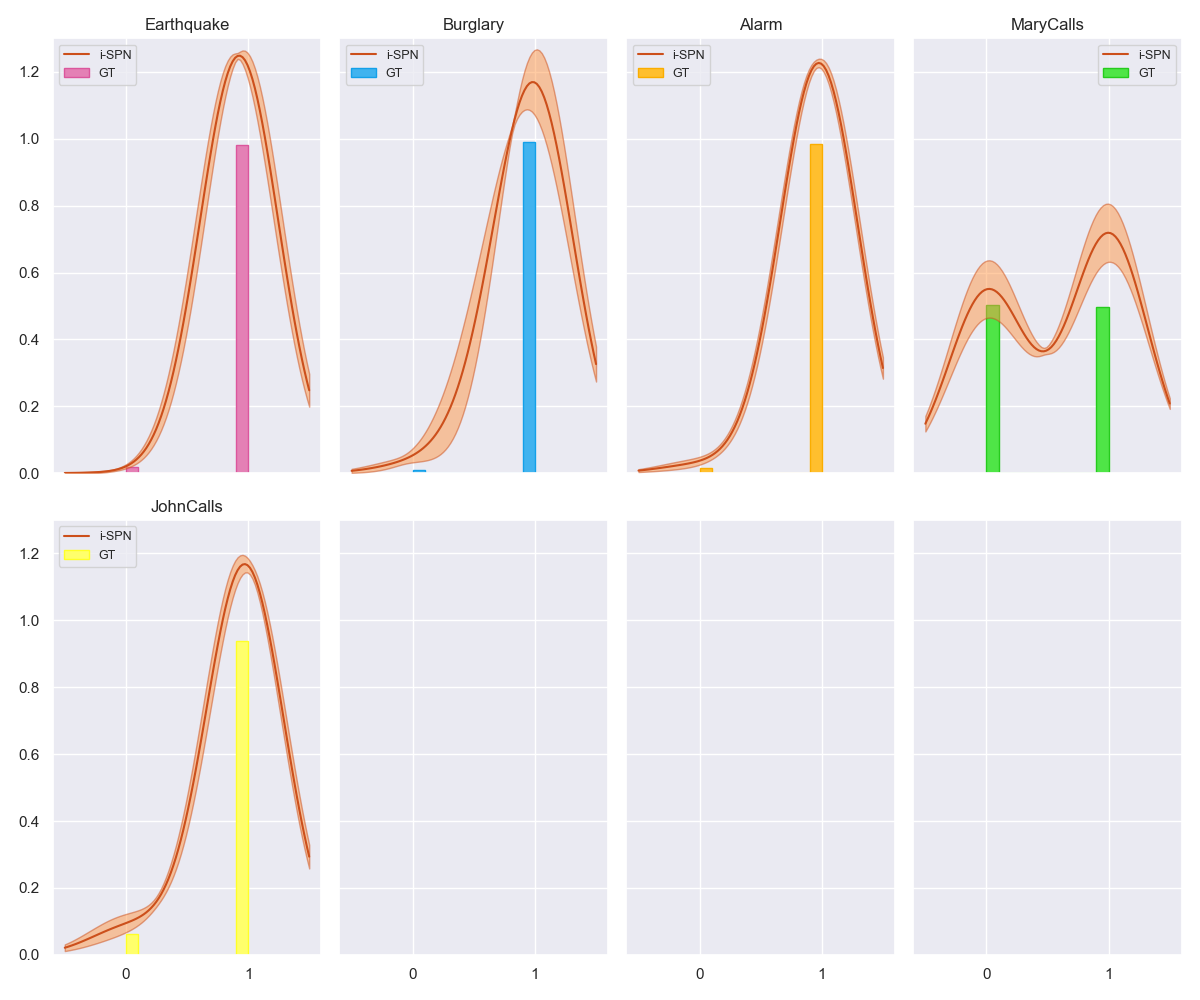 Earthquake
Burglary
Alarm
MaryCalls
i-SPN
GT
i-SPN
GT
i-SPN
GT
i-SPN
GT
1.2
1.0
0.8
0.6
0.4
0.2
0.0
JohnCalls
i-SPN
GT
1.2
1.0
0.8
0.6
0.4
0.2
0.0
0 1
0 1
0 1
0 1